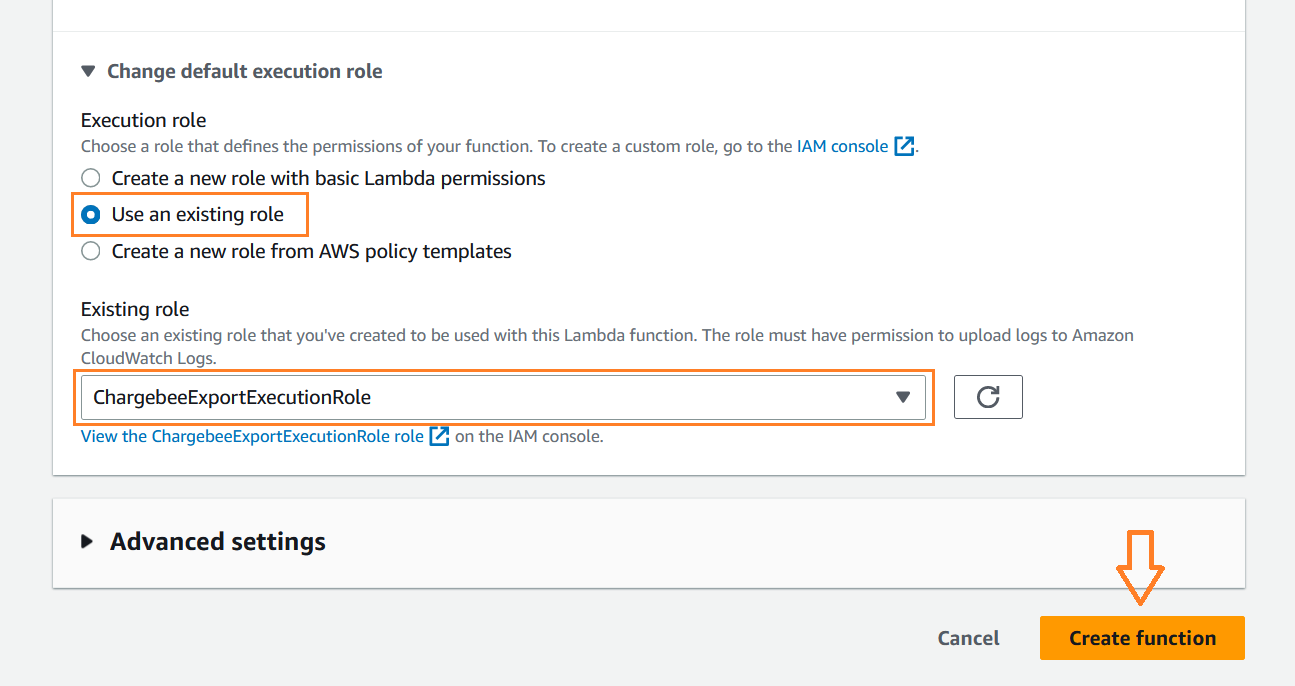 Change default execution role
Execution role
Choose a role that defines the permissions of your function. To create a custom role, go to the IAM console.
Create a new role with basic Lambda permissions
Use an existing role
Create a new role from AWS policy templates
Existing role
Choose an existing role that you've created to be used with this Lambda function. The role must have permission to upload logs to Amazon
CloudWatch Logs.
ChargebeeExportExecutionRole
View the ChargebeeExportExecutionRole role on the IAM console.
Advanced settings
Cancel
Create function